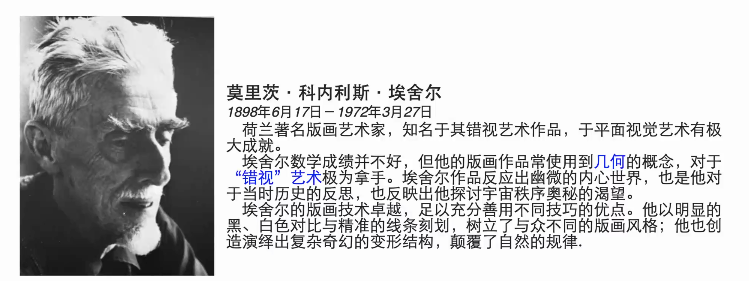 莫里茨·科内利斯·埃舍尔
1898年6月17日－1972年3月27日
荷兰著名版画艺术家，知名于其错视艺术作品，于平面视觉艺术有极
大成就。
埃舍尔数学成绩并不好，但他的版画作品常使用到几何的概念，对于
“错视”艺术极为拿手。埃舍尔作品反应出幽微的内心世界，也是他对
于当时历史的反思，也反映出他探讨宇宙秩序奥秘的渴望。
埃舍尔的版画技术卓越，足以充分善用不同技巧的优点。他以明显的
黑、白色对比与精准的线条刻划，树立了与众不同的版画风格；他也创
造演绎出复杂奇幻的变形结构，颠覆了自然的规律.